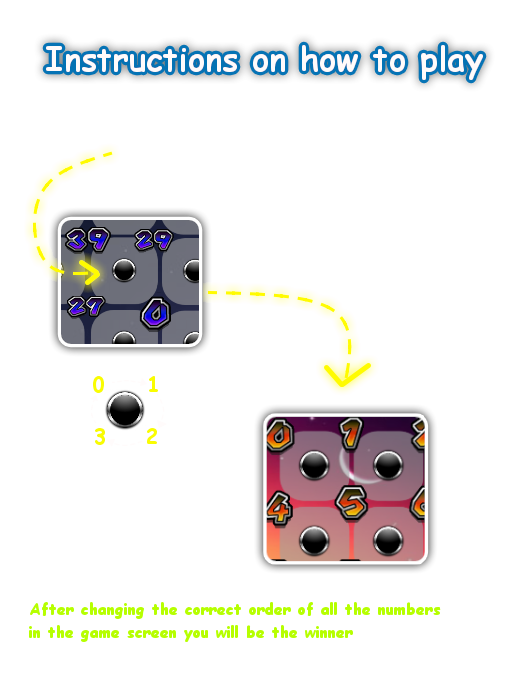 Instructions on how to play
39 29
27 0
0 1
3 2
0 1
4 5
After changing the correct order of all the numbers
in the game screen you will be the winner